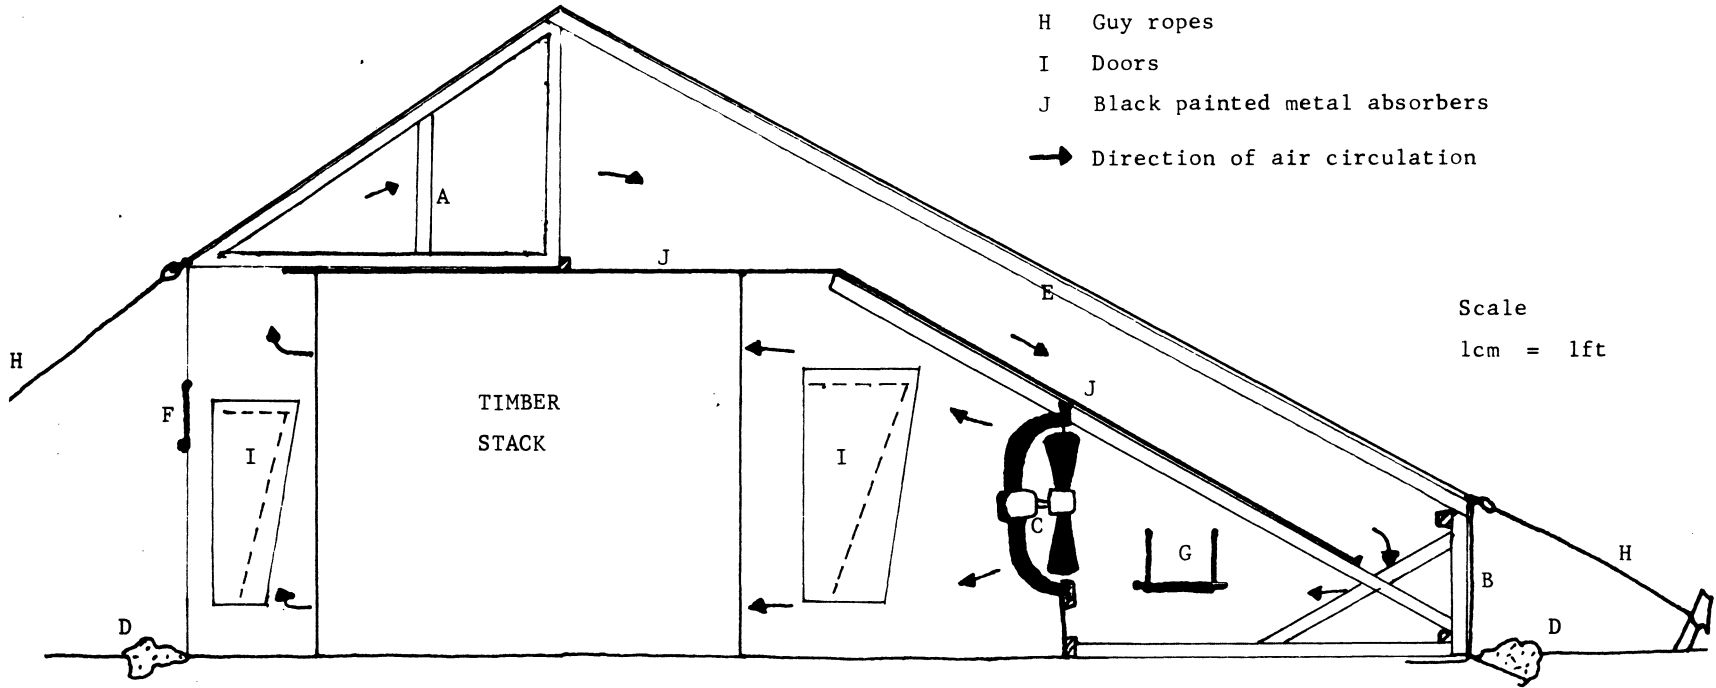 H Guy ropes
I Doors
J Black painted metal absorbers
Direction of air circulation
A
J
E
Scale
1cm = 1ft
H
F
TIMBER
STACK
I
I
J
C
G
B
H
D
D